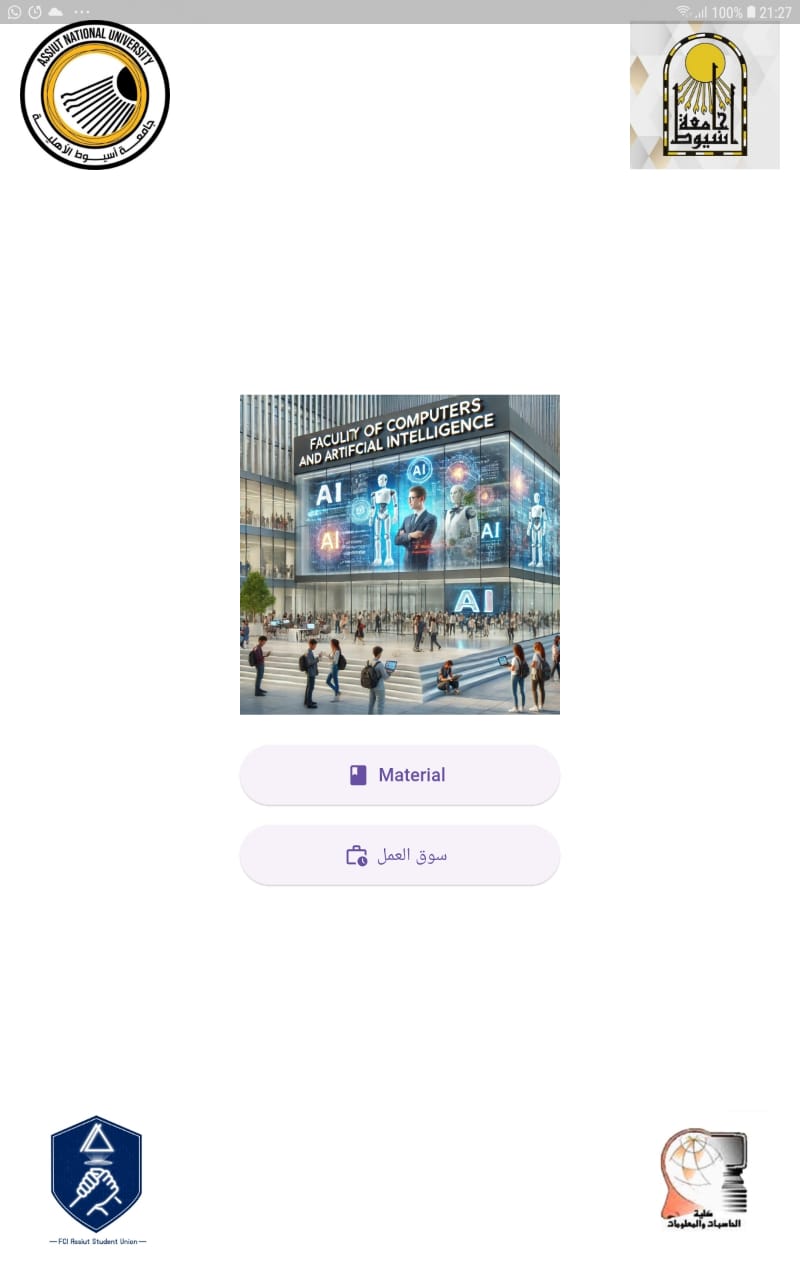 100% 21:27
ASSIUT NATIONAL UNIVERSITY
جامعة أسيوط الأهلية
جامعة
أسيوط
FACULITY OF COMPUTERS
AND ARTIFCIAL INTELLIGENCE
AI
AI
AI
AI
AI
Material
سوق العمل
FCI Assiut Student Union
كلية
الحاسبات والمعلومات